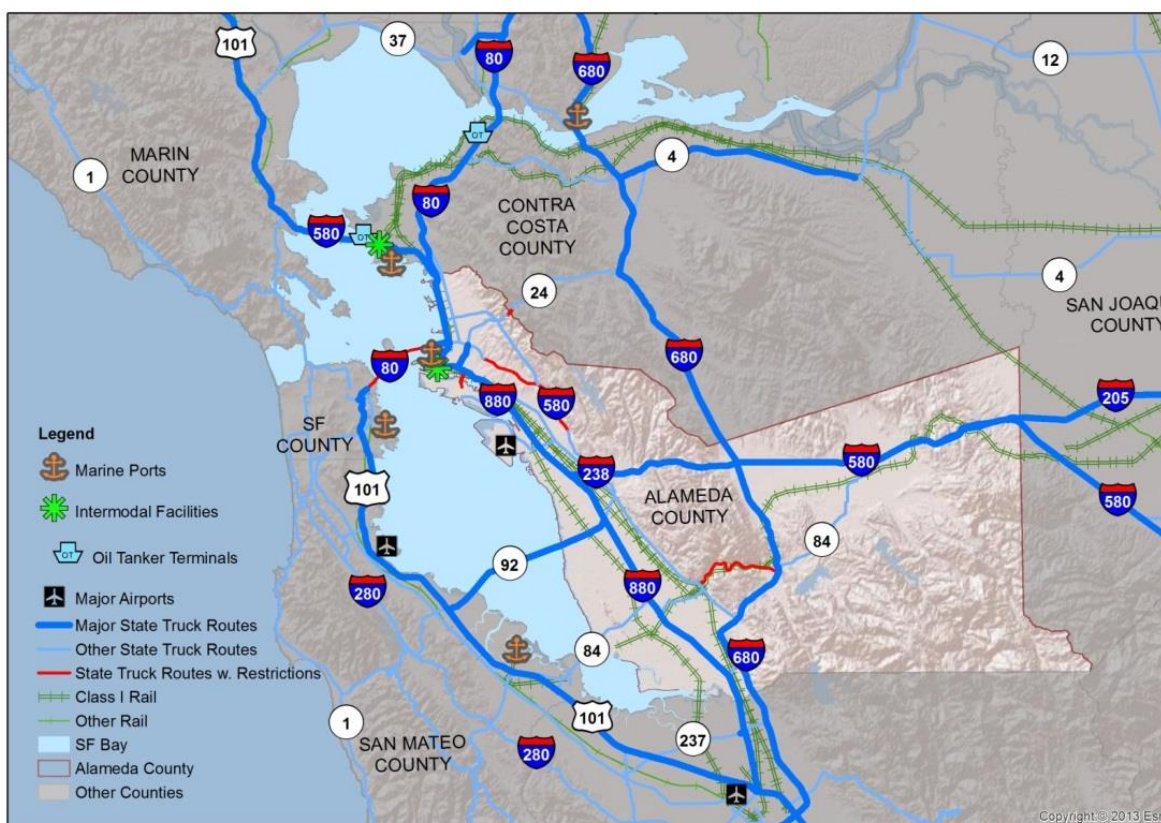 101
37
80
680
12
MARIN
COUNTY
1
OT
4
80
CONTRA
COSTA
COUNTY
580
OT
24
4
SAN JOAQU
COUNTY
80
680
880
580
205
SF
COUNTY
101
238
580
580
ALAMEDA
COUNTY
84
92
280
880
84
680
101
1
SAN MATEO
COUNTY
280
237
Legend
Marine Ports
Intermodal Facilities
OT
Oil Tanker Terminals
Major Airports
Major State Truck Routes
Other State Truck Routes
State Truck Routes w. Restrictions
Class I Rail
Other Rail
SF Bay
Alameda County
Other Counties
Copyright:© 2013 Esri